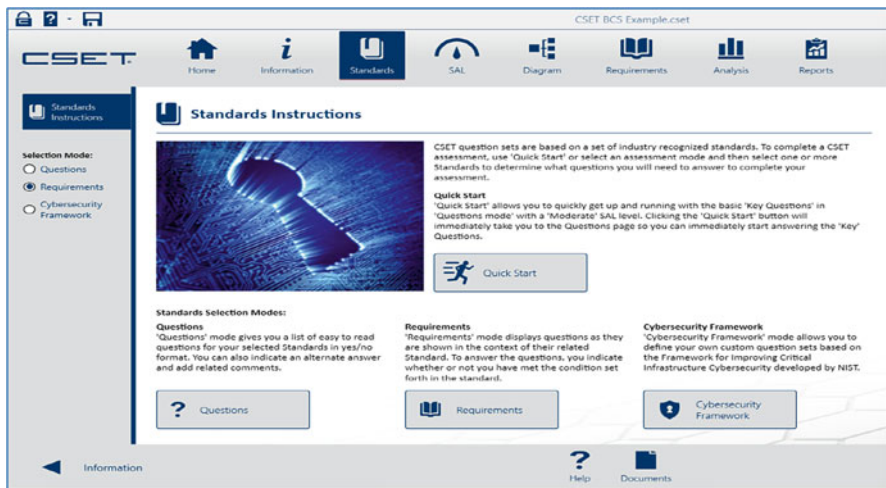 CSET BCS Example.cset
CSET
Home
Information
Standards
SAL
Diagram
Requirements
Analysis
Reports
Standards
Instructions
Selection Mode:
Questions
Requirements
Cybersecurity
Framework
Standards Instructions
CSET question sets are based on a set of industry recognized standards. To complete a CSET
assessment, use 'Quick Start' or select an assessment mode and then select one or more
Standards to determine what questions you will need to answer to complete your
assessment.
Quick Start
'Quick Start' allows you to quickly get up and running with the basic 'Key Questions' in
'Questions mode' with a 'Moderate' SAL level. Clicking the 'Quick Start' button will
immediately take you to the Questions page so you can immediately start answering the 'Key'
Questions.
Quick Start
Standards Selection Modes:
Questions
'Questions' mode gives you a list of easy to read
questions for your selected Standards in yes/no
format. You can also indicate an alternate answer
and add related comments.
? Questions
Requirements
'Requirements' mode displays questions as they
are shown in the context of their related
Standard. To answer the questions, you indicate
whether or not you have met the condition set
forth in the standard.
Requirements
Cybersecurity Framework
'Cybersecurity Framework' mode allows you to
define your own custom question sets based on
the Framework for Improving Critical
Infrastructure Cybersecurity developed by NIST.
Cybersecurity
Framework
Information
?
Help
Documents